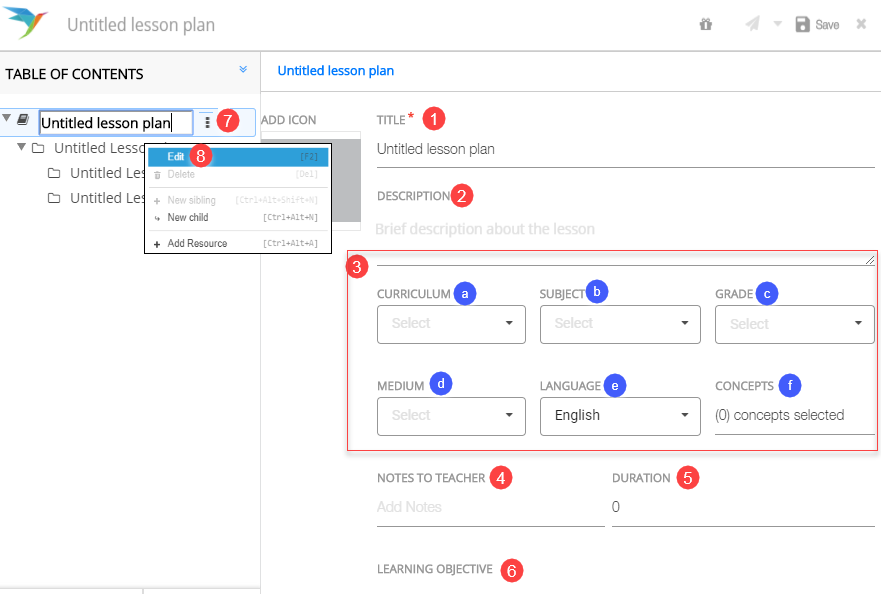 Untitled lesson plan
Save
TABLE OF CONTENTS
Untitled lesson plan
Untitled lesson plan
7
ADD ICON
TITLE* 1
Untitled Lesso
Untitled Les
Untitled Les
Edit 8 [F2]
Delete [Del]
New sibling [Ctrl+Alt+Shift+N]
New child [Ctrl+Alt+N]
Add Resource [Ctrl+Alt+A]
Untitled lesson plan
DESCRIPTION 2
Brief description about the lesson
3
CURRICULUM a SUBJECT b GRADE c
Select Select Select
MEDIUM d LANGUAGE e CONCEPTS f
Select English (0) concepts selected
NOTES TO TEACHER 4 DURATION 5
Add Notes 0
LEARNING OBJECTIVE 6